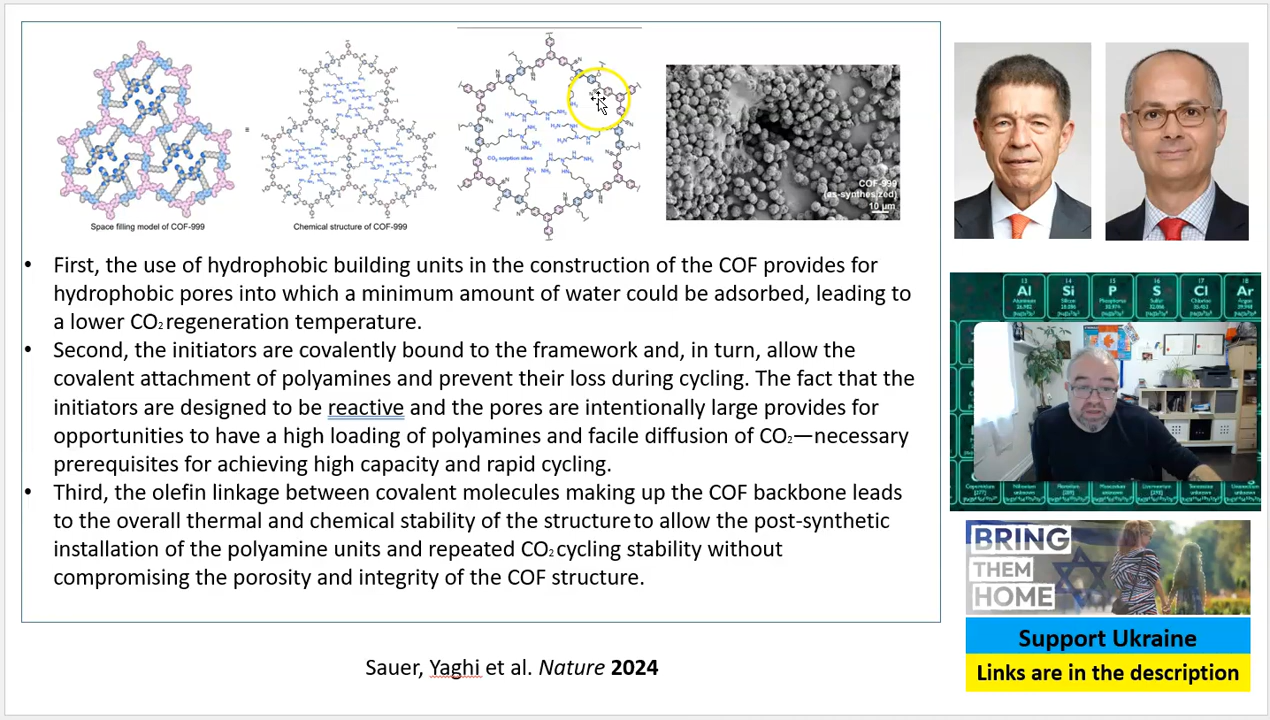 CO₂ sorption sites
COF-999
(as-synthesized)
10 μm
Space filling model of COF-999
Chemical structure of COF-999
• First, the use of hydrophobic building units in the construction of the COF provides for
hydrophobic pores into which a minimum amount of water could be adsorbed, leading to
a lower CO₂ regeneration temperature.
• Second, the initiators are covalently bound to the framework and, in turn, allow the
covalent attachment of polyamines and prevent their loss during cycling. The fact that the
initiators are designed to be reactive and the pores are intentionally large provides for
opportunities to have a high loading of polyamines and facile diffusion of CO₂—necessary
prerequisites for achieving high capacity and rapid cycling.
• Third, the olefin linkage between covalent molecules making up the COF backbone leads
to the overall thermal and chemical stability of the structure to allow the post-synthetic
installation of the polyamine units and repeated CO₂ cycling stability without
compromising the porosity and integrity of the COF structure.
Sauer, Yaghi et al. Nature 2024
13 14 15 16 17 18
Al Si P S Cl Ar
BRING
THEM
HOME
Support Ukraine
Links are in the description